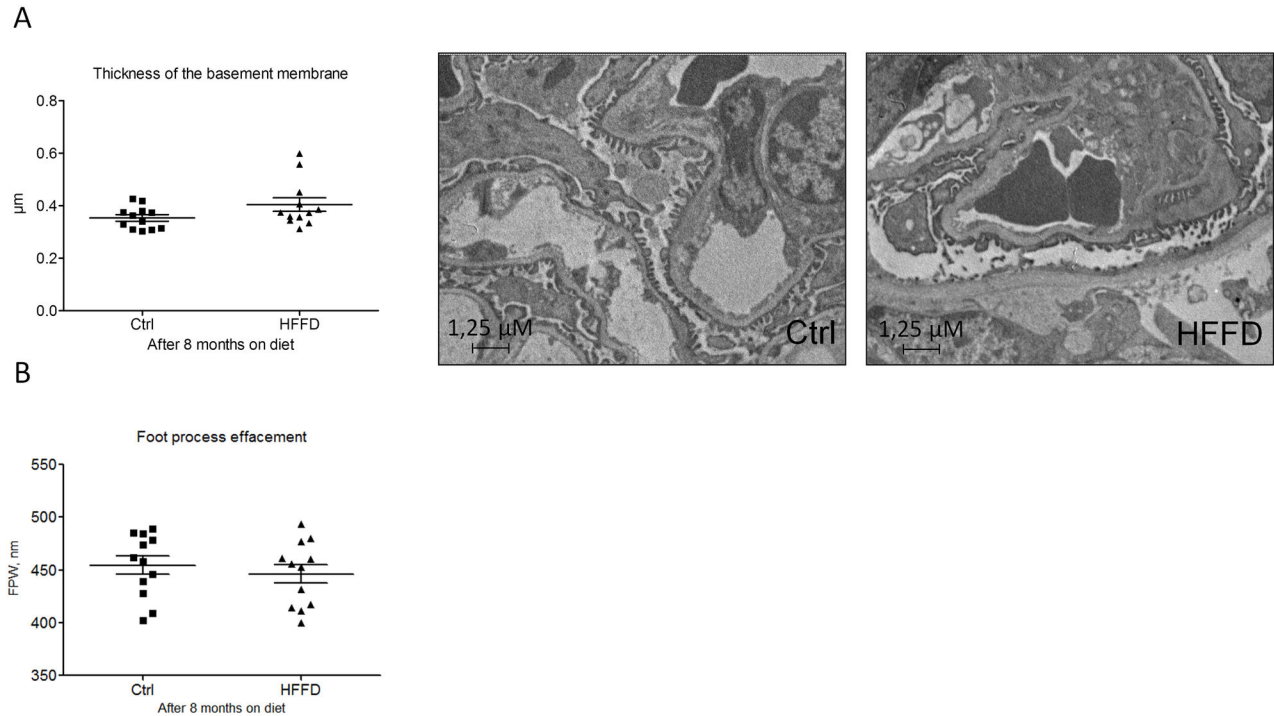 A
Thickness of the basement membrane
0.8
0.6
0.4
0.2
0.0
µm
Ctrl
HFFD
After 8 months on diet
1,25 µM
Ctrl
1,25 µM
HFFD
B
Foot process effacement
550
500
450
400
350
FPW, nm
Ctrl
HFFD
After 8 months on diet